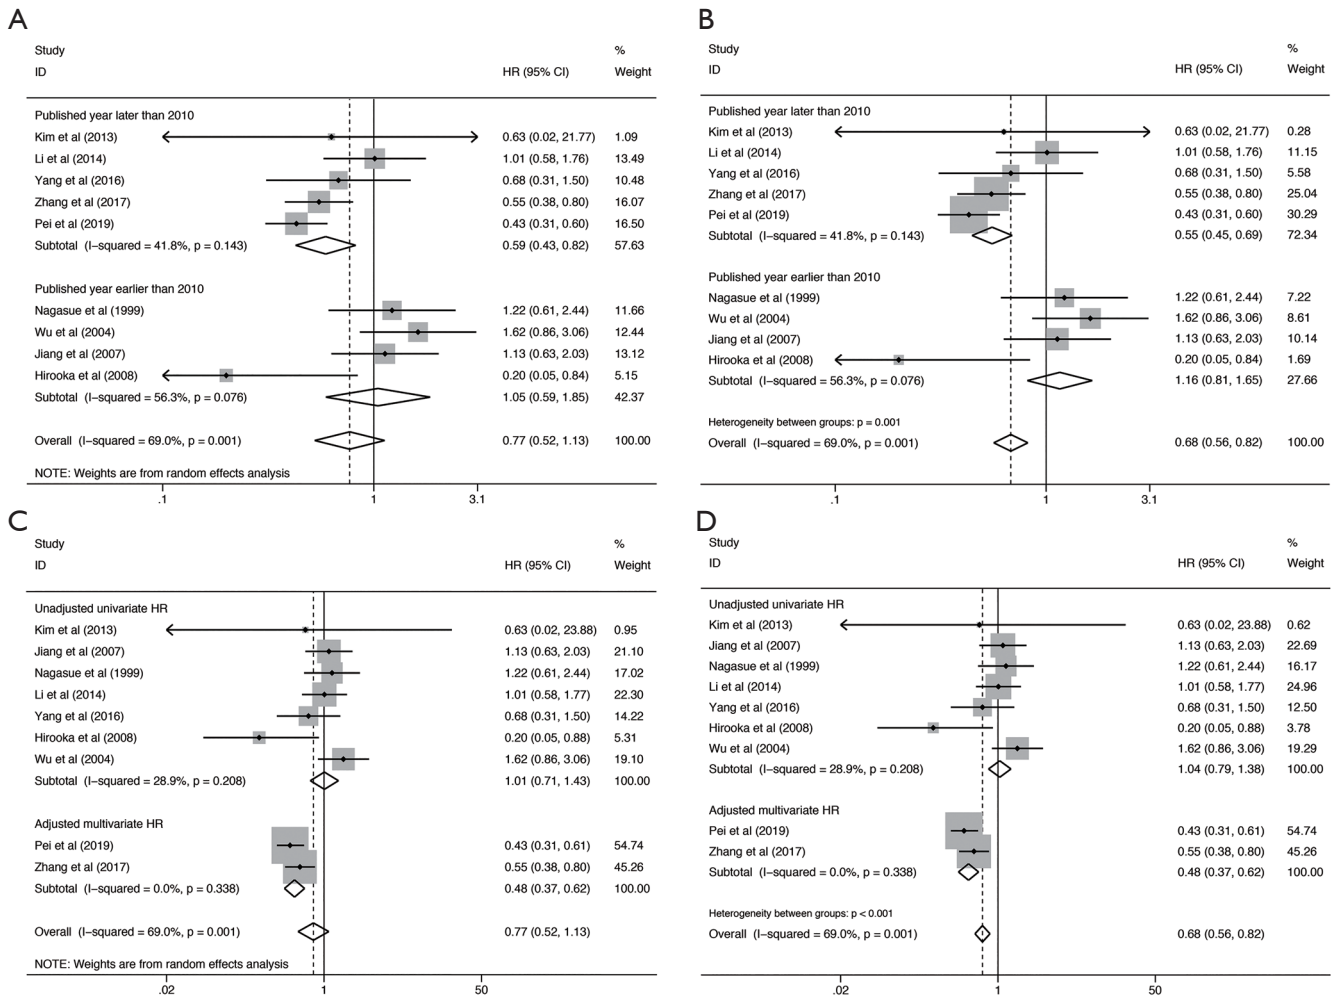 A
Study %
ID HR (95% CI) Weight
Published year later than 2010
Kim et al (2013) 0.63 (0.02, 21.77) 1.09
Li et al (2014) 1.01 (0.58, 1.76) 13.49
Yang et al (2016) 0.68 (0.31, 1.50) 10.48
Zhang et al (2017) 0.55 (0.38, 0.80) 16.07
Pei et al (2019) 0.43 (0.31, 0.60) 16.50
Subtotal (I−squared = 41.8%, p = 0.143) 0.59 (0.43, 0.82) 57.63
Published year earlier than 2010
Nagasue et al (1999) 1.22 (0.61, 2.44) 11.66
Wu et al (2004) 1.62 (0.86, 3.06) 12.44
Jiang et al (2007) 1.13 (0.63, 2.03) 13.12
Hirooka et al (2008) 0.20 (0.05, 0.84) 5.15
Subtotal (I−squared = 56.3%, p = 0.076) 1.05 (0.59, 1.85) 42.37
Overall (I−squared = 69.0%, p = 0.001) 0.77 (0.52, 1.13) 100.00
NOTE: Weights are from random effects analysis
.1 1 3.1
B
Study %
ID HR (95% CI) Weight
Published year later than 2010
Kim et al (2013) 0.63 (0.02, 21.77) 0.28
Li et al (2014) 1.01 (0.58, 1.76) 11.15
Yang et al (2016) 0.68 (0.31, 1.50) 5.58
Zhang et al (2017) 0.55 (0.38, 0.80) 25.04
Pei et al (2019) 0.43 (0.31, 0.60) 30.29
Subtotal (I−squared = 41.8%, p = 0.143) 0.55 (0.45, 0.69) 72.34
Published year earlier than 2010
Nagasue et al (1999) 1.22 (0.61, 2.44) 7.22
Wu et al (2004) 1.62 (0.86, 3.06) 8.61
Jiang et al (2007) 1.13 (0.63, 2.03) 10.14
Hirooka et al (2008) 0.20 (0.05, 0.84) 1.69
Subtotal (I−squared = 56.3%, p = 0.076) 1.16 (0.81, 1.65) 27.66
Heterogeneity between groups: p = 0.001
Overall (I−squared = 69.0%, p = 0.001) 0.68 (0.56, 0.82) 100.00
.1 1 3.1
C
Study %
ID HR (95% CI) Weight
Unadjusted univariate HR
Kim et al (2013) 0.63 (0.02, 23.88) 0.95
Jiang et al (2007) 1.13 (0.63, 2.03) 21.10
Nagasue et al (1999) 1.22 (0.61, 2.44) 17.02
Li et al (2014) 1.01 (0.58, 1.77) 22.30
Yang et al (2016) 0.68 (0.31, 1.50) 14.22
Hirooka et al (2008) 0.20 (0.05, 0.88) 5.31
Wu et al (2004) 1.62 (0.86, 3.06) 19.10
Subtotal (I−squared = 28.9%, p = 0.208) 1.01 (0.71, 1.43) 100.00
Adjusted multivariate HR
Pei et al (2019) 0.43 (0.31, 0.61) 54.74
Zhang et al (2017) 0.55 (0.38, 0.80) 45.26
Subtotal (I−squared = 0.0%, p = 0.338) 0.48 (0.37, 0.62) 100.00
Overall (I−squared = 69.0%, p = 0.001) 0.77 (0.52, 1.13)
NOTE: Weights are from random effects analysis
.02 1 50
D
Study %
ID HR (95% CI) Weight
Unadjusted univariate HR
Kim et al (2013) 0.63 (0.02, 23.88) 0.62
Jiang et al (2007) 1.13 (0.63, 2.03) 22.69
Nagasue et al (1999) 1.22 (0.61, 2.44) 16.17
Li et al (2014) 1.01 (0.58, 1.77) 24.96
Yang et al (2016) 0.68 (0.31, 1.50) 12.50
Hirooka et al (2008) 0.20 (0.05, 0.88) 3.78
Wu et al (2004) 1.62 (0.86, 3.06) 19.29
Subtotal (I−squared = 28.9%, p = 0.208) 1.04 (0.79, 1.38) 100.00
Adjusted multivariate HR
Pei et al (2019) 0.43 (0.31, 0.61) 54.74
Zhang et al (2017) 0.55 (0.38, 0.80) 45.26
Subtotal (I−squared = 0.0%, p = 0.338) 0.48 (0.37, 0.62) 100.00
Heterogeneity between groups: p < 0.001
Overall (I−squared = 69.0%, p = 0.001) 0.68 (0.56, 0.82)
.02 1 50